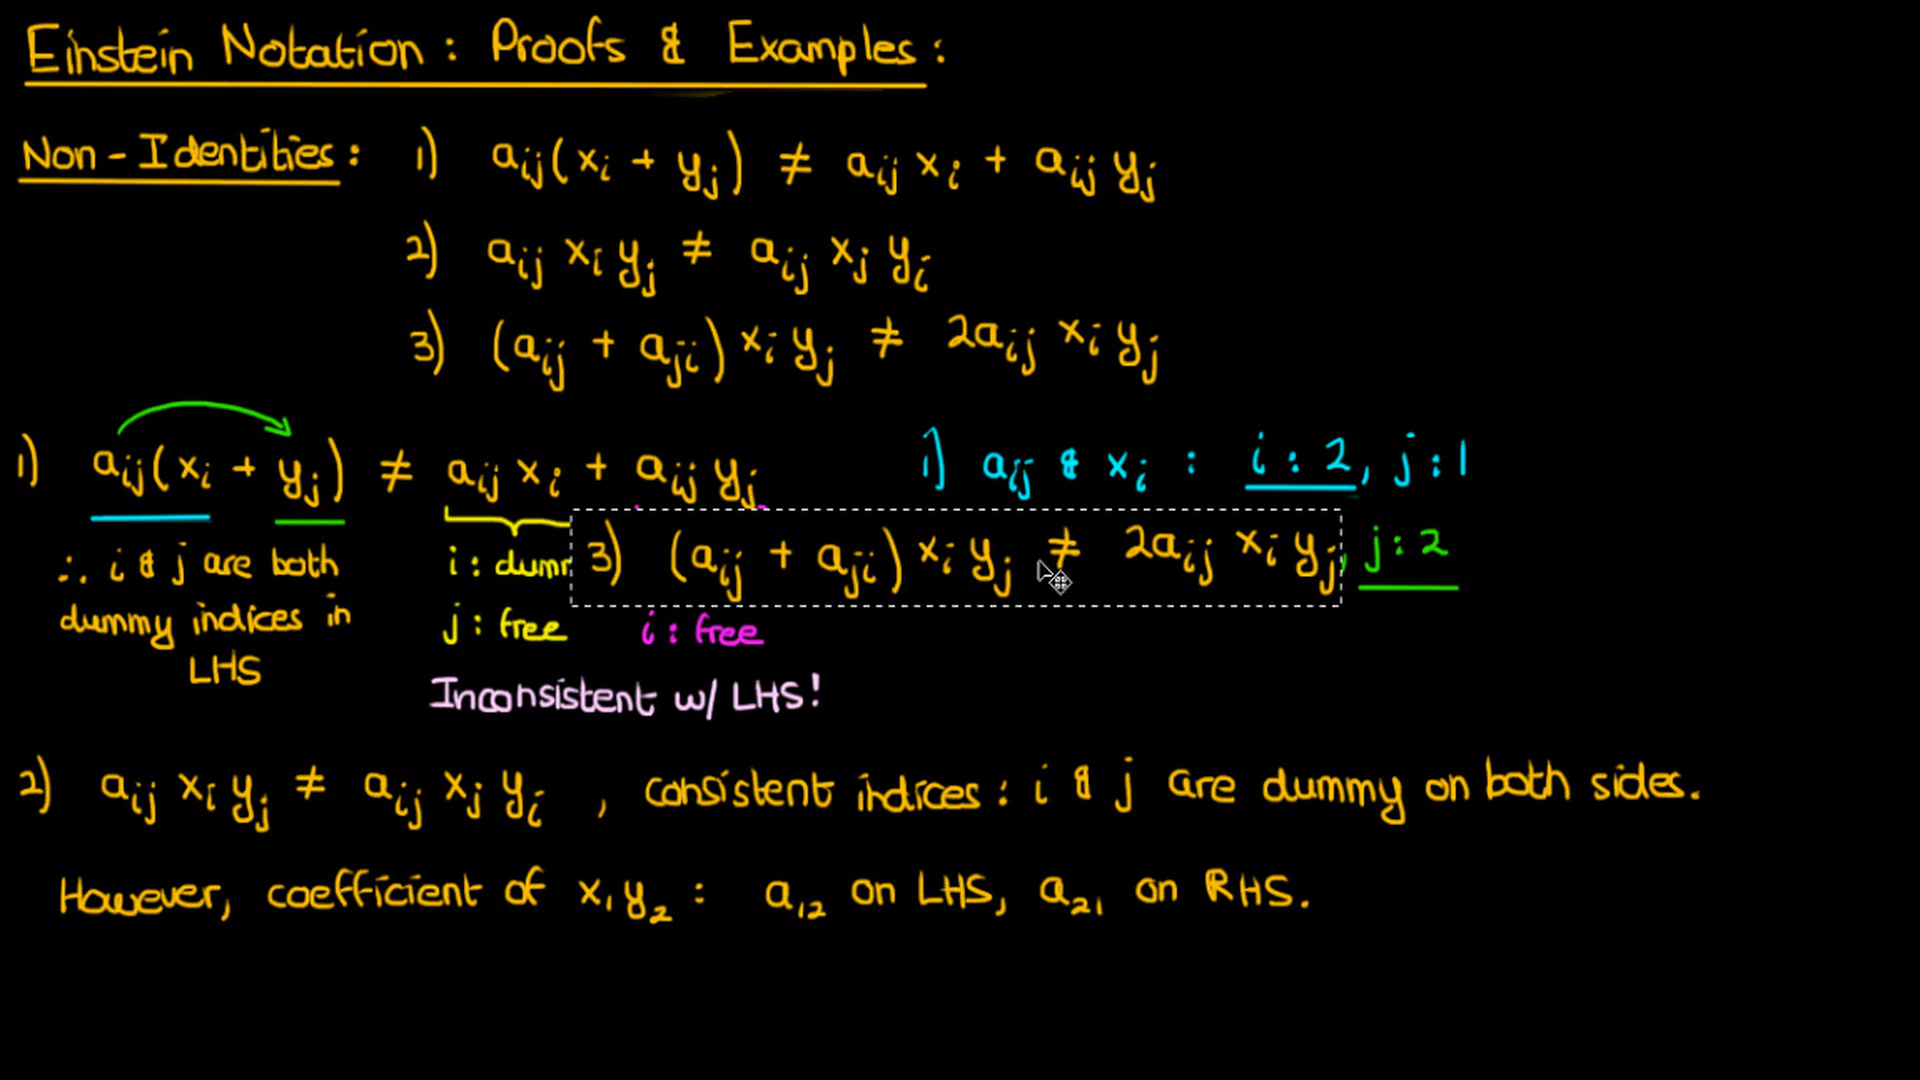 Einstein Notation : Proofs & Examples :
Non-Identities : 1) aᵢⱼ(xᵢ + yⱼ) ≠ aᵢⱼ xᵢ + aᵢⱼ yⱼ
2) aᵢⱼ xᵢ yⱼ ≠ aᵢⱼ xⱼ yᵢ
3) (aᵢⱼ + aⱼᵢ) xᵢ yⱼ ≠ 2aᵢⱼ xᵢ yⱼ
1) aᵢⱼ(xᵢ + yⱼ) ≠ aᵢⱼ xᵢ + aᵢⱼ yⱼ i) aᵢⱼ & xᵢ : i : 2, j : 1
3) (aᵢⱼ + aⱼᵢ) xᵢ yⱼ ≠ 2aᵢⱼ xᵢ yⱼ , j : 2
∴ i & j are both
dummy indices in
LHS
i :
j : free i : free
Inconsistent w/ LHS!
2) aᵢⱼ xᵢ yⱼ ≠ aᵢⱼ xⱼ yᵢ , consistent indices : i & j are dummy on both sides.
However, coefficient of x₁y₂ : a₁₂ on LHS, a₂₁ on RHS.